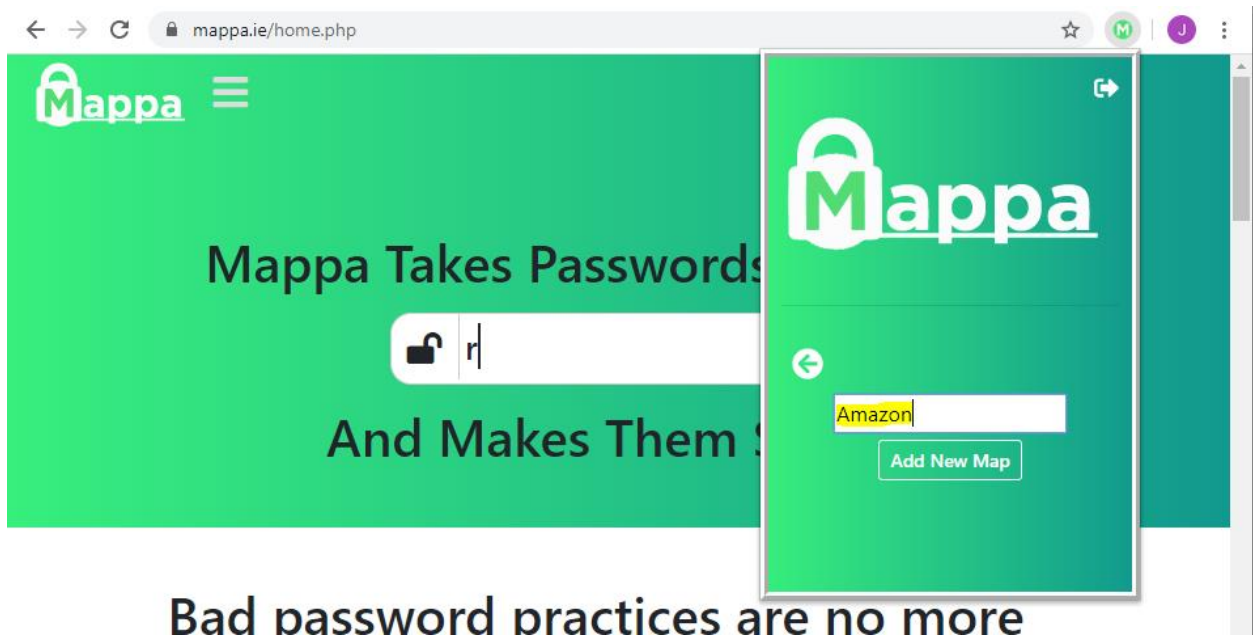 mappa.ie/home.php
M
J
Mappa
Mappa Takes Passwords
r
And Makes Them
Bad password practices are no more
Mappa
Amazon
Add New Map